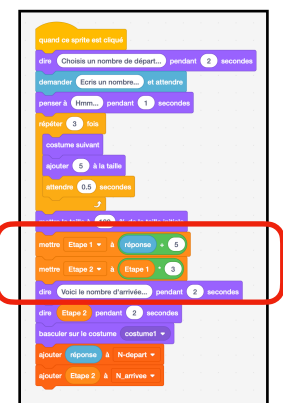 quand ce sprite est cliqué
dire Choisis un nombre de départ... pendant 2 secondes
demander Ecris un nombre... et attendre
penser à Hmm... pendant 1 secondes
répéter 3 fois
costume suivant
ajouter 5 à la taille
attendre 0.5 secondes
mettre la taille à 100 % de la taille initiale
mettre Etape 1 à réponse + 5
mettre Etape 2 à Etape 1 * 3
dire Voici le nombre d'arrivée... pendant 2 secondes
dire Etape 2 pendant 2 secondes
basculer sur le costume costume1
ajouter réponse à N-depart
ajouter Etape 2 à N_arrivee